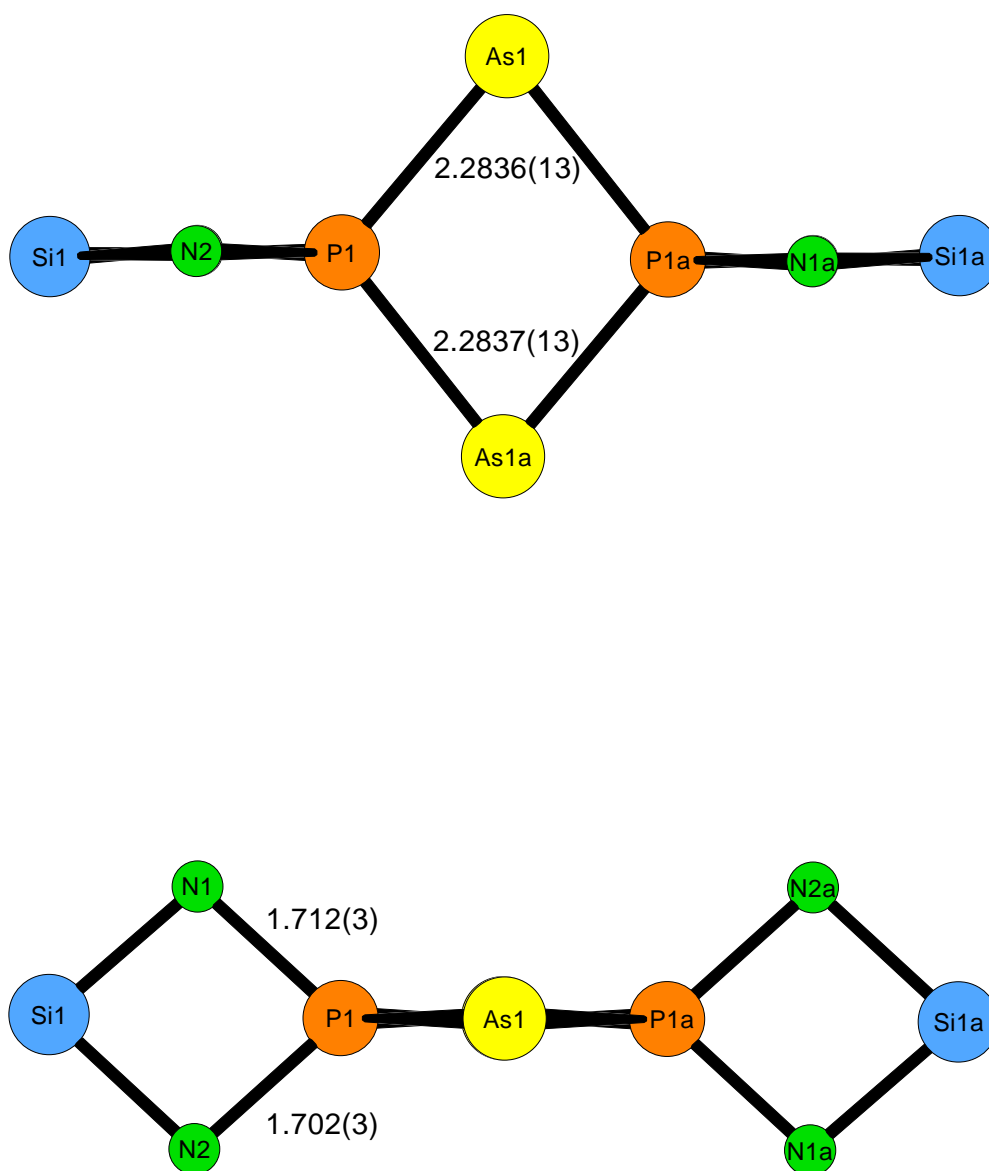 As1
2.2836(13)
Si1 N2 P1 P1a N1a Si1a
2.2837(13)
As1a
N1 N2a
1.712(3)
Si1 P1 As1 P1a Si1a
1.702(3)
N2 N1a